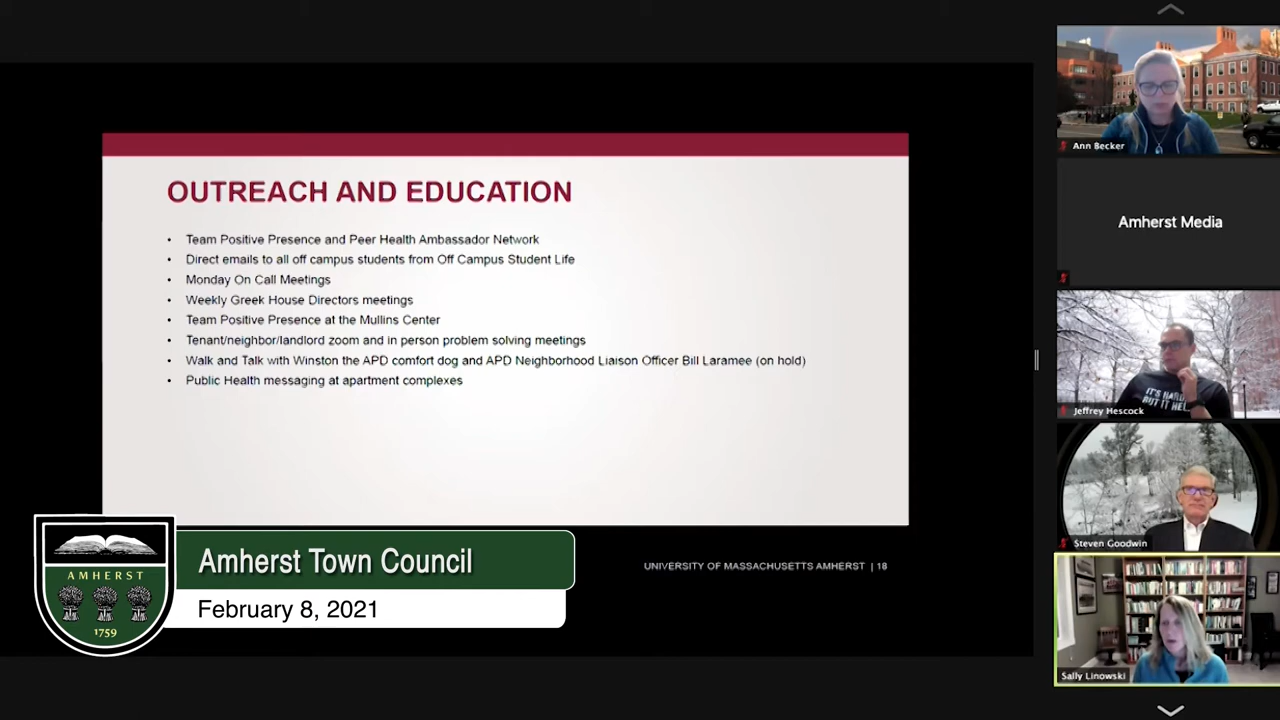 OUTREACH AND EDUCATION
• Team Positive Presence and Peer Health Ambassador Network
• Direct emails to all off campus students from Off Campus Student Life
• Monday On Call Meetings
• Weekly Greek House Directors meetings
• Team Positive Presence at the Mullins Center
• Tenant/neighbor/landlord zoom and in person problem solving meetings
• Walk and Talk with Winston the APD comfort dog and APD Neighborhood Liaison Officer Bill Laramee (on hold)
• Public Health messaging at apartment complexes
UNIVERSITY OF MASSACHUSETTS AMHERST | 18
AMHERST
1759
Amherst Town Council
February 8, 2021
Ann Becker
Amherst Media
IT'S HARD
BUT IT HEL
Jeffrey Hescock
Steven Goodwin
Sally Linowski